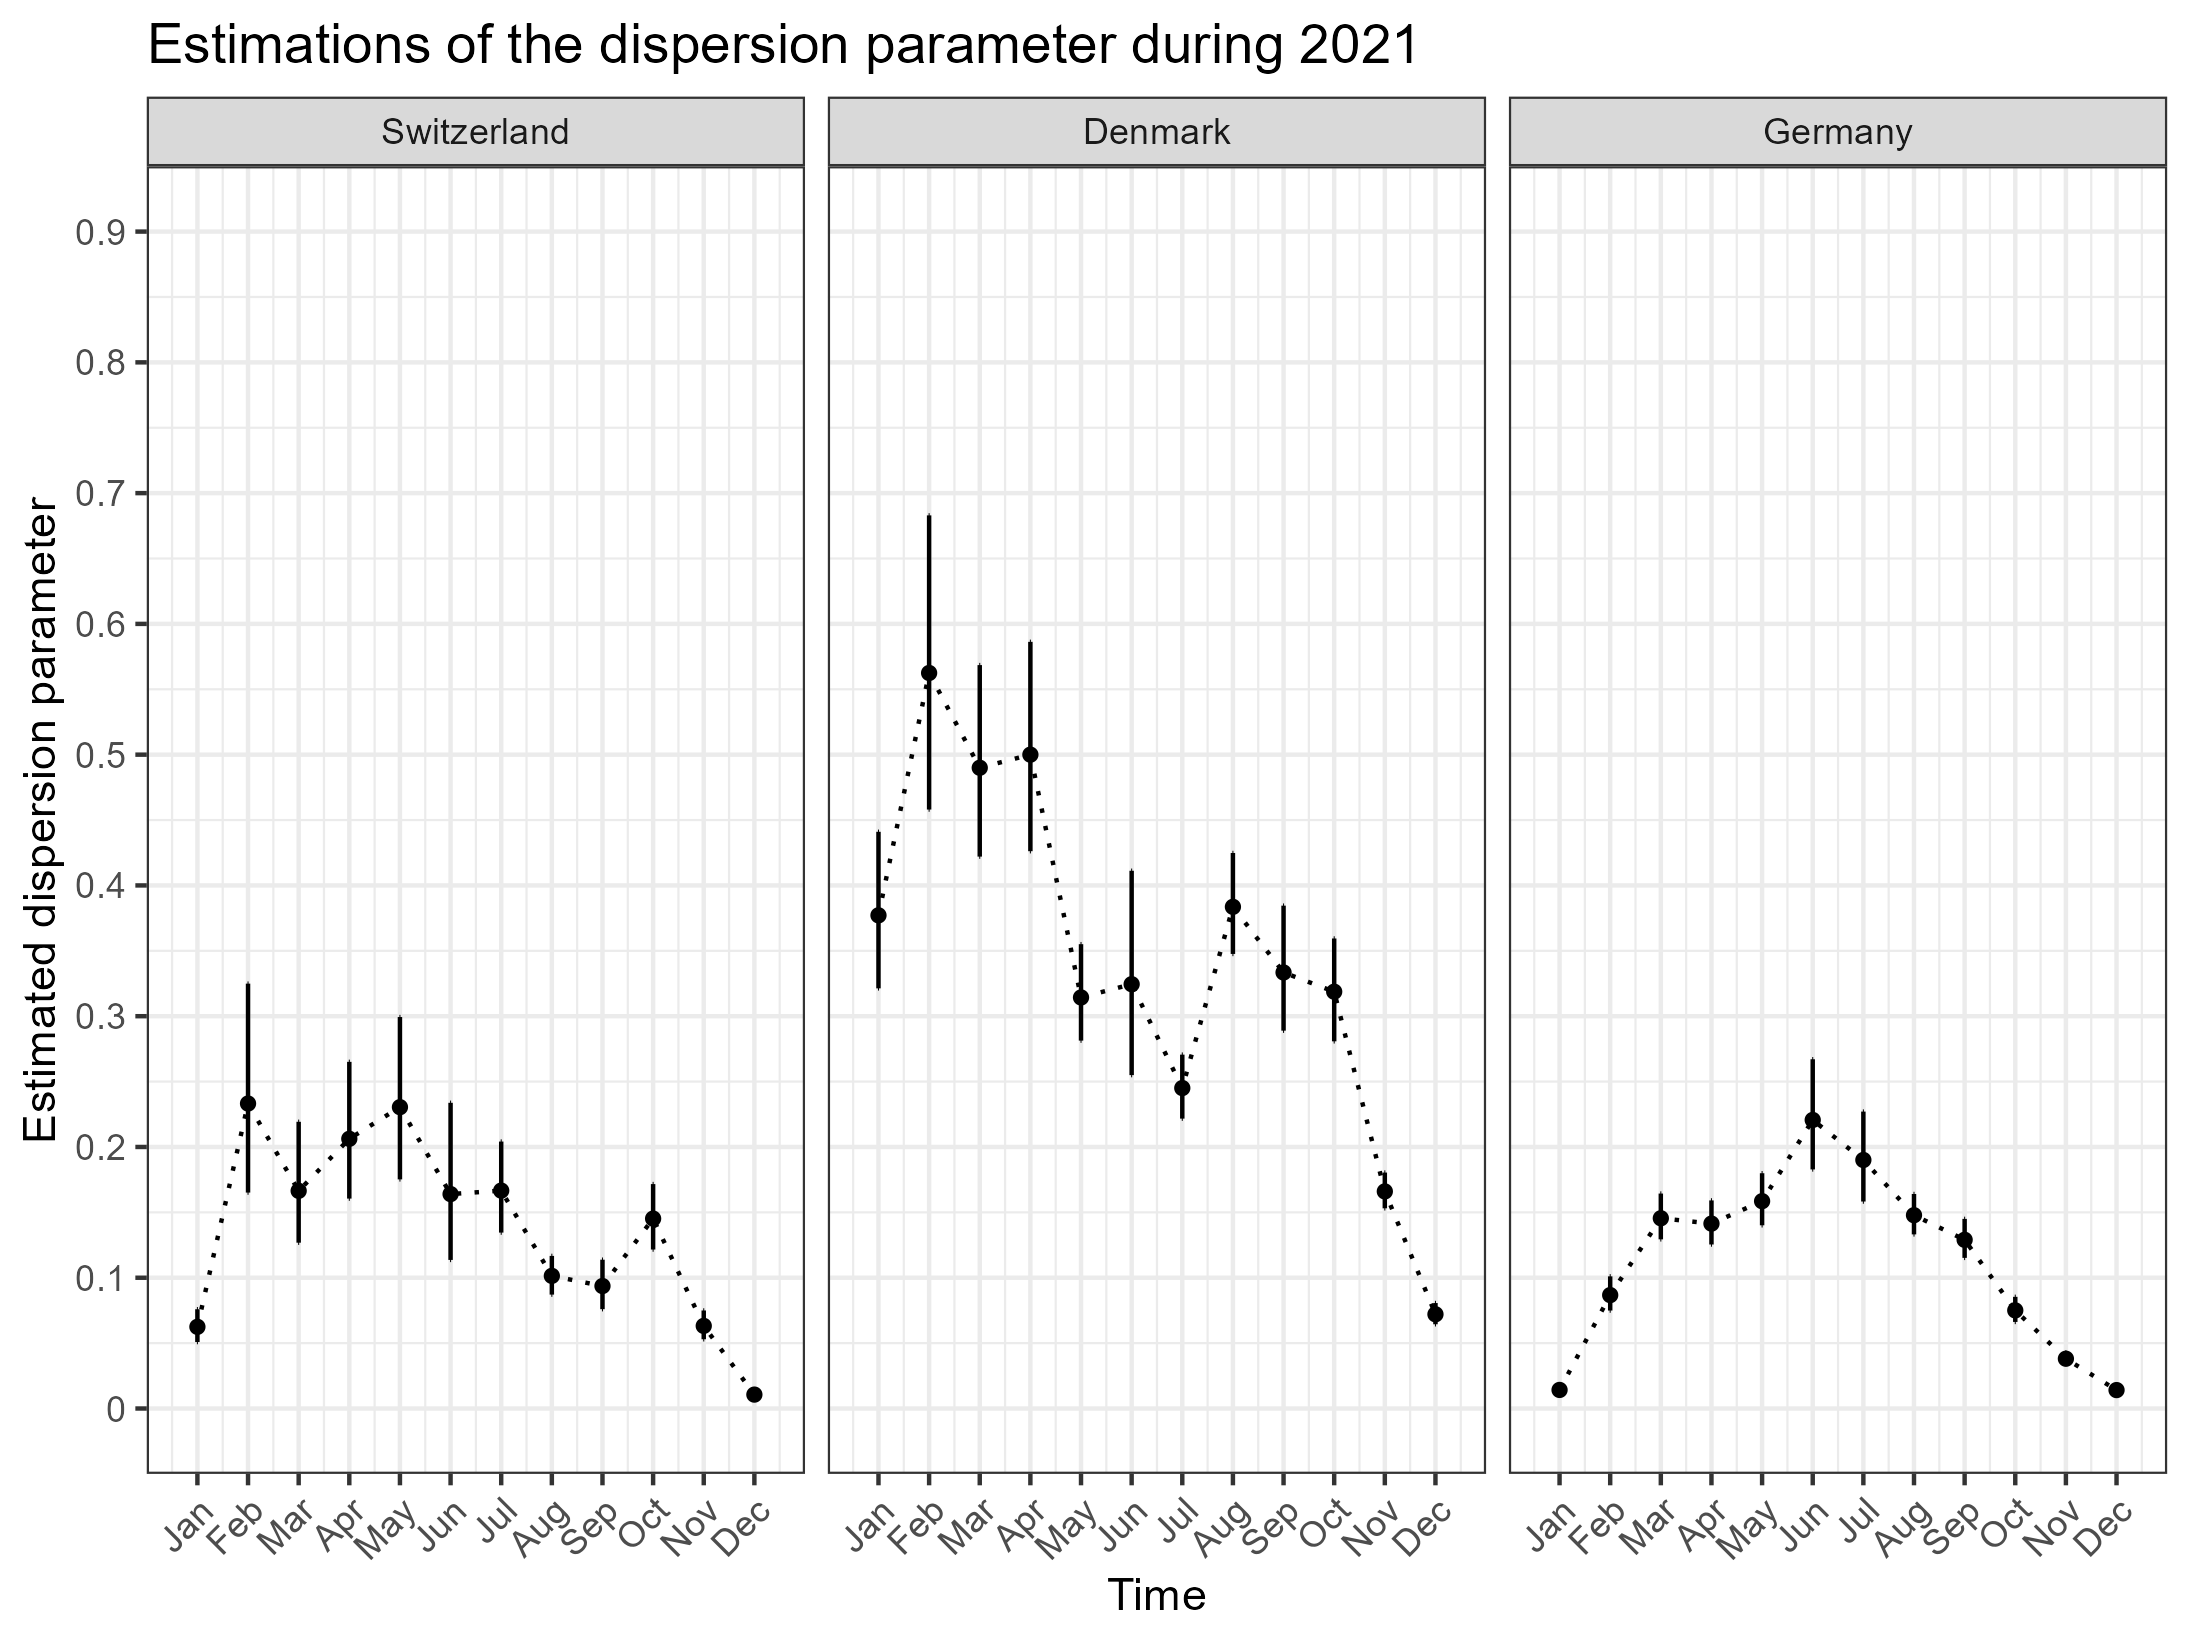 Estimations of the dispersion parameter during 2021
Switzerland Denmark Germany
Estimated dispersion parameter
0.9
0.8
0.7
0.6
0.5
0.4
0.3
0.2
0.1
0
Jan Feb Mar Apr May Jun Jul Aug Sep Oct Nov Dec Jan Feb Mar Apr May Jun Jul Aug Sep Oct Nov Dec Jan Feb Mar Apr May Jun Jul Aug Sep Oct Nov Dec
Time